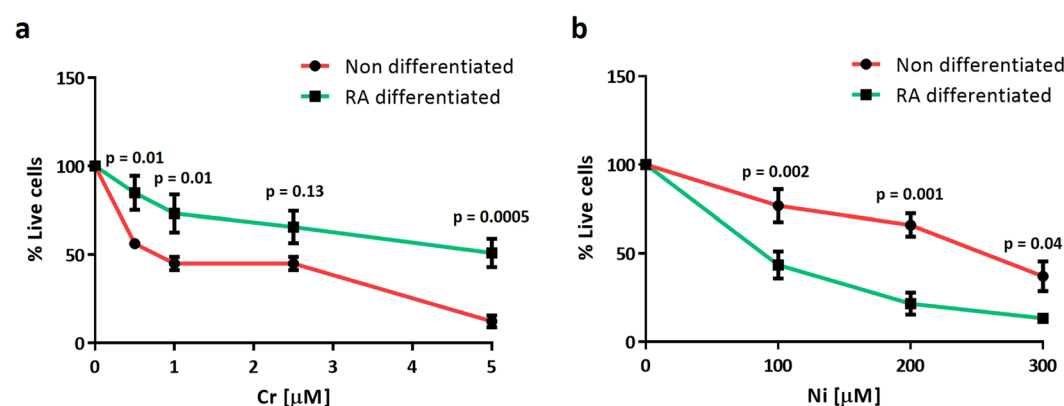 a
Non differentiated
RA differentiated
150
100
50
0
% Live cells
p = 0.01
p = 0.01
p = 0.13
p = 0.0005
0 1 2 3 4 5
Cr [μM]
b
Non differentiated
RA differentiated
150
100
50
0
% Live cells
p = 0.002
p = 0.001
p = 0.04
0 100 200 300
Ni [μM]